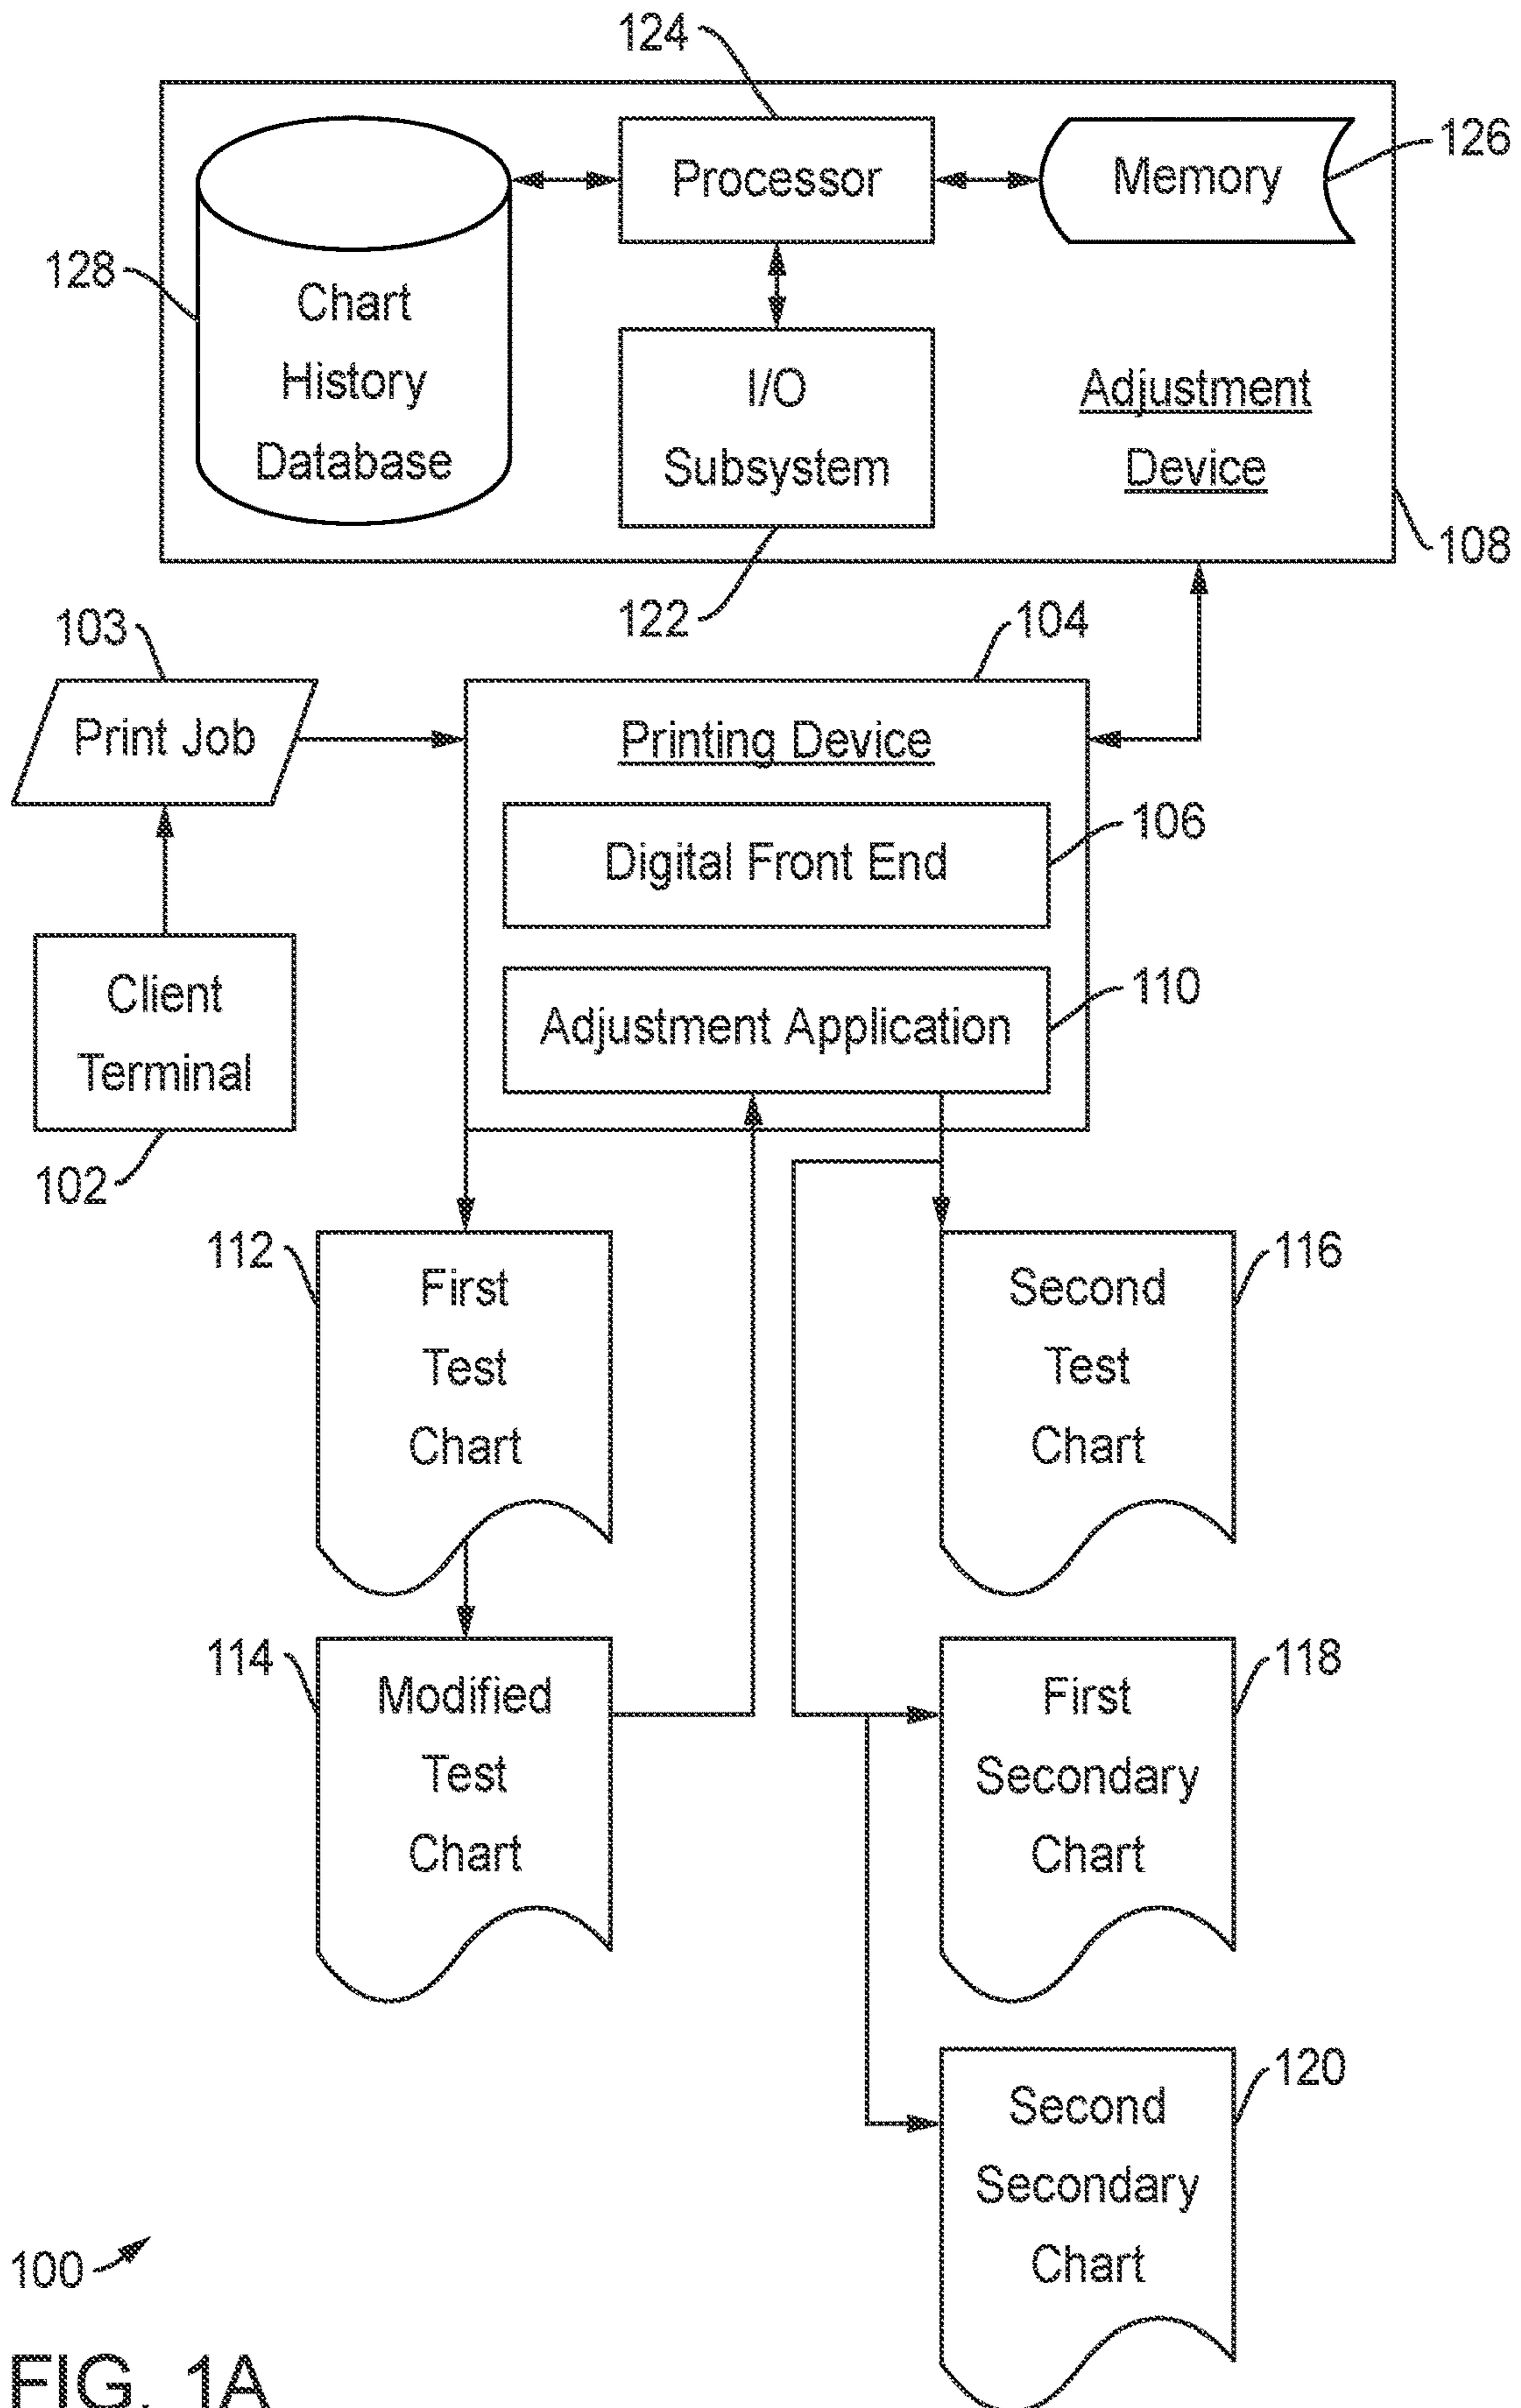 124
Processor
Memory
126
128
Chart
History
Database
I/O
Subsystem
Adjustment
Device
108
122
103
104
Print Job
Printing Device
Digital Front End
106
Client
Terminal
102
Adjustment Application
110
112
First
Test
Chart
Second
Test
Chart
116
114
Modified
Test
Chart
First
Secondary
Chart
118
Second
Secondary
Chart
120
100
FIG. 1A